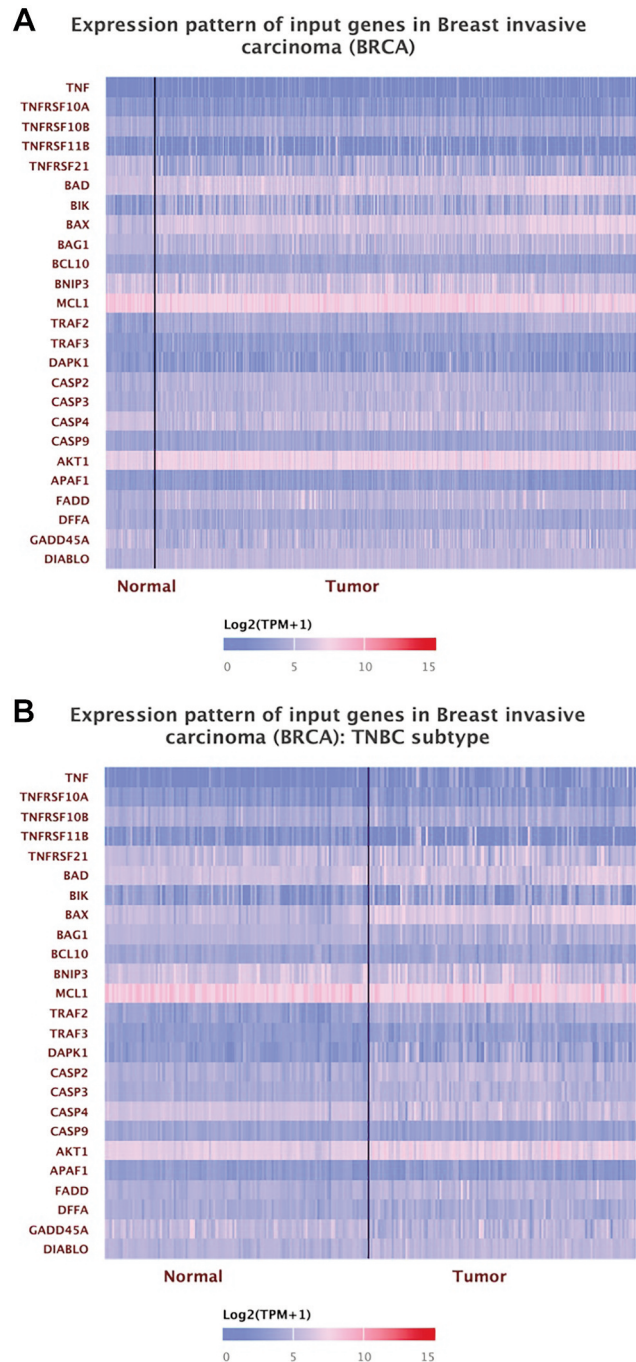 A
Expression pattern of input genes in Breast invasive
carcinoma (BRCA)
TNF
TNFRSF10A
TNFRSF10B
TNFRSF11B
TNFRSF21
BAD
BIK
BAX
BAG1
BCL10
BNIP3
MCL1
TRAF2
TRAF3
DAPK1
CASP2
CASP3
CASP4
CASP9
AKT1
APAF1
FADD
DFFA
GADD45A
DIABLO
Normal Tumor
Log2(TPM+1)
0 5 10 15
B
Expression pattern of input genes in Breast invasive
carcinoma (BRCA): TNBC subtype
TNF
TNFRSF10A
TNFRSF10B
TNFRSF11B
TNFRSF21
BAD
BIK
BAX
BAG1
BCL10
BNIP3
MCL1
TRAF2
TRAF3
DAPK1
CASP2
CASP3
CASP4
CASP9
AKT1
APAF1
FADD
DFFA
GADD45A
DIABLO
Normal Tumor
Log2(TPM+1)
0 5 10 15